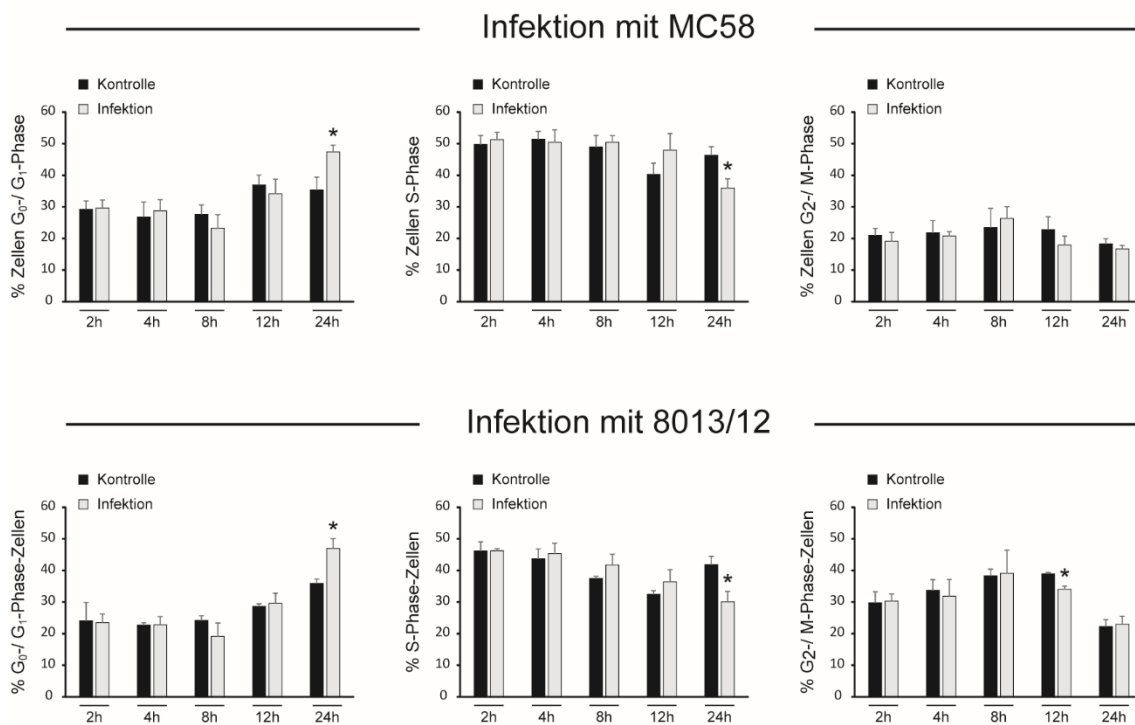 Infektion mit MC58
Kontrolle
Infektion
% Zellen G₀-/ G₁-Phase
60
50
40
30
20
10
0
*
2h 4h 8h 12h 24h
Kontrolle
Infektion
% Zellen S-Phase
60
50
40
30
20
10
0
*
2h 4h 8h 12h 24h
Kontrolle
Infektion
% Zellen G2-/ M-Phase
60
50
40
30
20
10
0
2h 4h 8h 12h 24h
Infektion mit 8013/12
Kontrolle
Infektion
% G₀-/ G₁-Phase-Zellen
60
50
40
30
20
10
0
*
2h 4h 8h 12h 24h
Kontrolle
Infektion
% S-Phase-Zellen
60
50
40
30
20
10
0
*
2h 4h 8h 12h 24h
Kontrolle
Infektion
% G2-/ M-Phase-Zellen
60
50
40
30
20
10
0
*
2h 4h 8h 12h 24h